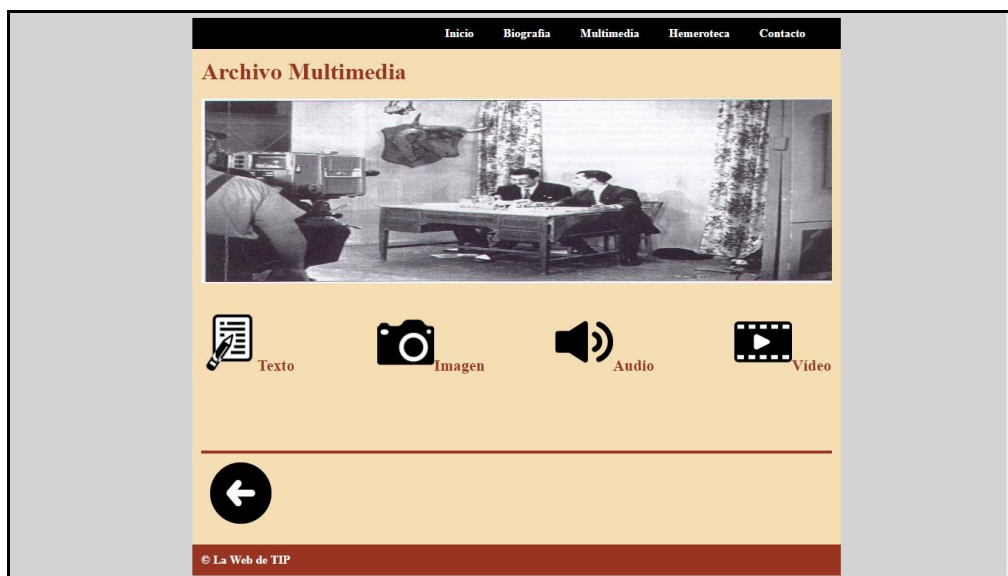 Inicio Biografia Multimedia Hemeroteca Contacto
Archivo Multimedia
Texto Imagen Audio Vídeo
© La Web de TIP